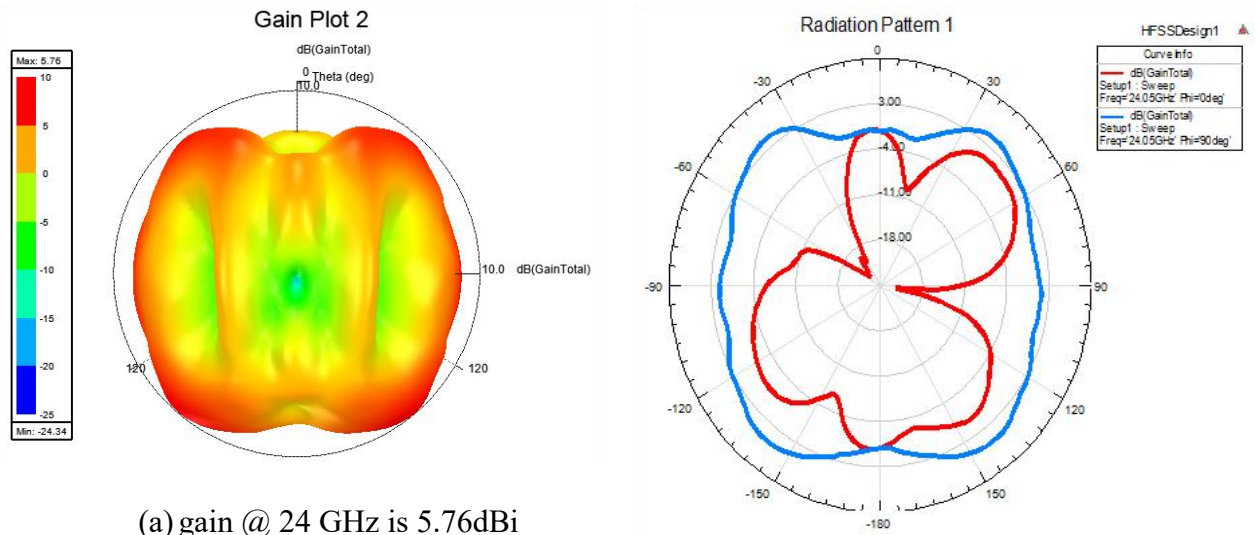 Gain Plot 2
dB(GainTotal)
Max: 5.76
10
5
0
-5
-10
-15
-20
-25
Min: -24.34
0
Theta (deg)
10.0
10.0 dB(GainTotal)
120
120
(a) gain @ 24 GHz is 5.76dBi
Radiation Pattern 1
HFSSDesign1
Curve Info
dB(GainTotal)
Setup1 : Sweep
Freq='24.05GHz' Phi='0deg'
dB(GainTotal)
Setup1 : Sweep
Freq='24.05GHz' Phi='90deg'
0
-30
30
3.00
-4.00
-60
60
-11.00
-18.00
-90
90
-120
120
-150
150
-180